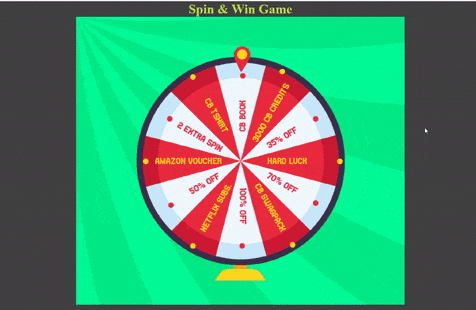 Spin & Win Game
CB BOOK
3000 CB CREDITS
35% OFF
HARD LUCK
70% OFF
CB SWAGPACK
100% OFF
NETFLIX SUBS.
50% OFF
AMAZON VOUCHER
2 EXTRA SPIN
CB TSHIRT